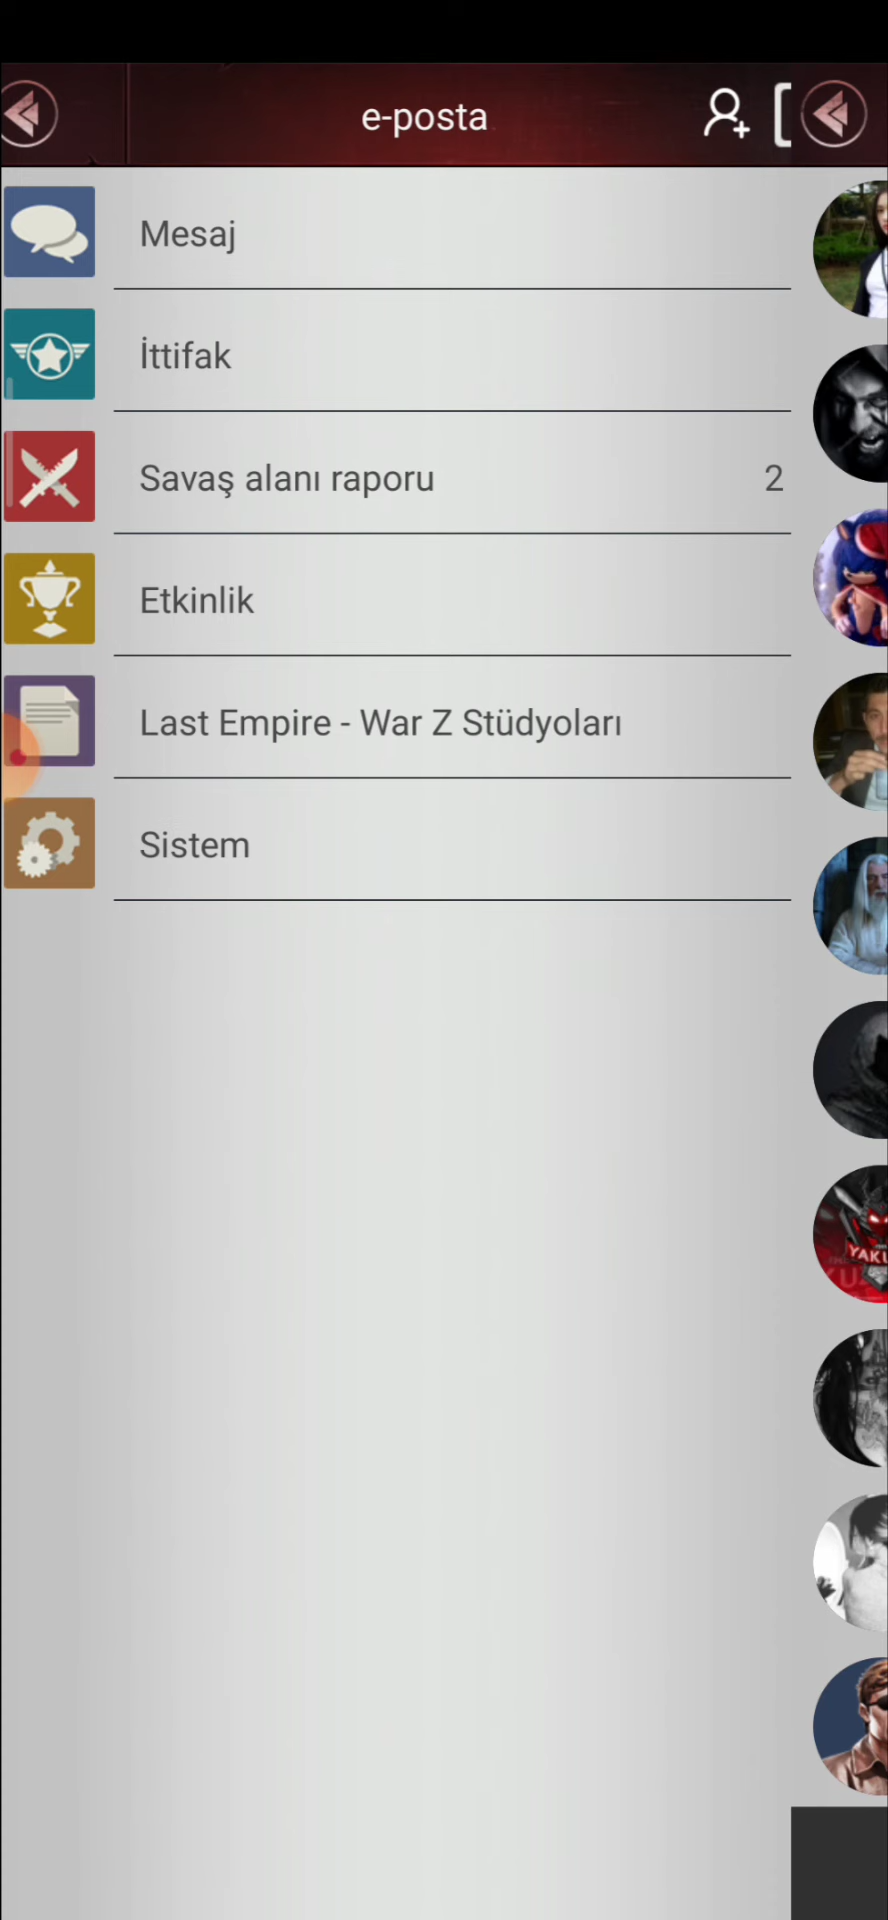 e-posta
Mesaj
İttifak
Savaş alanı raporu 2
Etkinlik
Last Empire - War Z Stüdyoları
Sistem